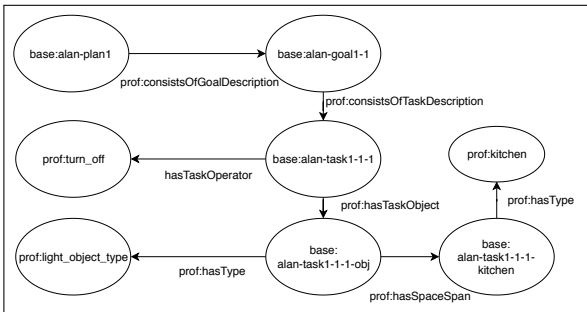 base:alan-plan1
base:alan-goal1-1
prof:consistsOfGoalDescription
prof:consistsOfTaskDescription
prof:kitchen
prof:turn_off
base:alan-task1-1-1
hasTaskOperator
prof:hasType
prof:hasTaskObject
prof:light_object_type
base:
alan-task1-1-1-obj
base:
alan-task1-1-1-
kitchen
prof:hasType
prof:hasSpaceSpan